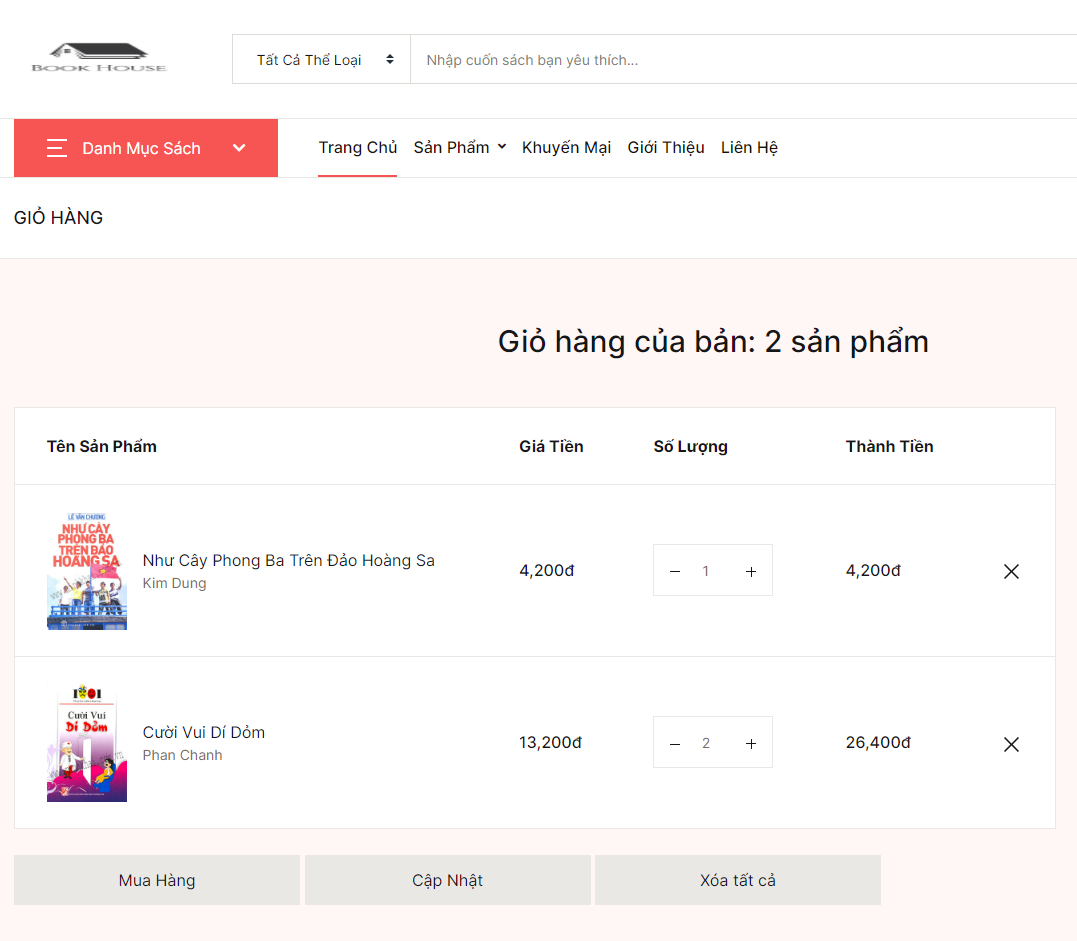 BOOK HOUSE
Tất Cả Thể Loại
Nhập cuốn sách bạn yêu thích...
Danh Mục Sách
Trang Chủ Sản Phẩm Khuyến Mại Giới Thiệu Liên Hệ
GIỎ HÀNG
Giỏ hàng của bản: 2 sản phẩm
Tên Sản Phẩm Giá Tiền Số Lượng Thành Tiền
LÊ VĂN CHƯƠNG
NHƯ CÂY
PHONG BA
TRÊN ĐẢO
HOÀNG SA
Như Cây Phong Ba Trên Đảo Hoàng Sa
Kim Dung
4,200đ 1 4,200đ
1001
Cười Vui
Dí Dỏm
Cười Vui Dí Dỏm
Phan Chanh
13,200đ 2 26,400đ
Mua Hàng Cập Nhật Xóa tất cả